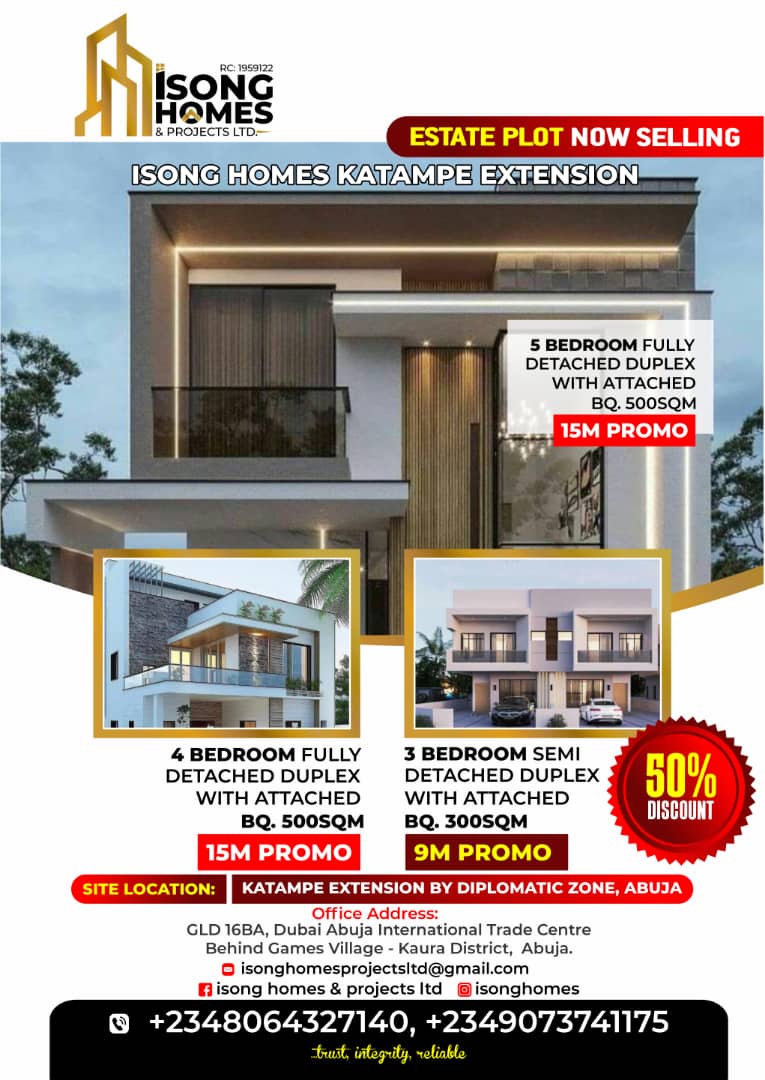 RC: 1959122
ISONG
HOMES
& PROJECTS LTD.
ESTATE PLOT NOW SELLING
ISONG HOMES KATAMPE EXTENSION
5 BEDROOM FULLY
DETACHED DUPLEX
WITH ATTACHED
BQ. 500SQM
15M PROMO
4 BEDROOM FULLY
DETACHED DUPLEX
WITH ATTACHED
BQ. 500SQM
15M PROMO
3 BEDROOM SEMI
DETACHED DUPLEX
WITH ATTACHED
BQ. 300SQM
9M PROMO
50%
DISCOUNT
SITE LOCATION: KATAMPE EXTENSION BY DIPLOMATIC ZONE, ABUJA
Office Address:
GLD 16BA, Dubai Abuja International Trade Centre
Behind Games Village - Kaura District, Abuja.
isonghomesprojectsltd@gmail.com
isong homes & projects ltd isonghomes
+2348064327140, +2349073741175
...trust, integrity, reliable